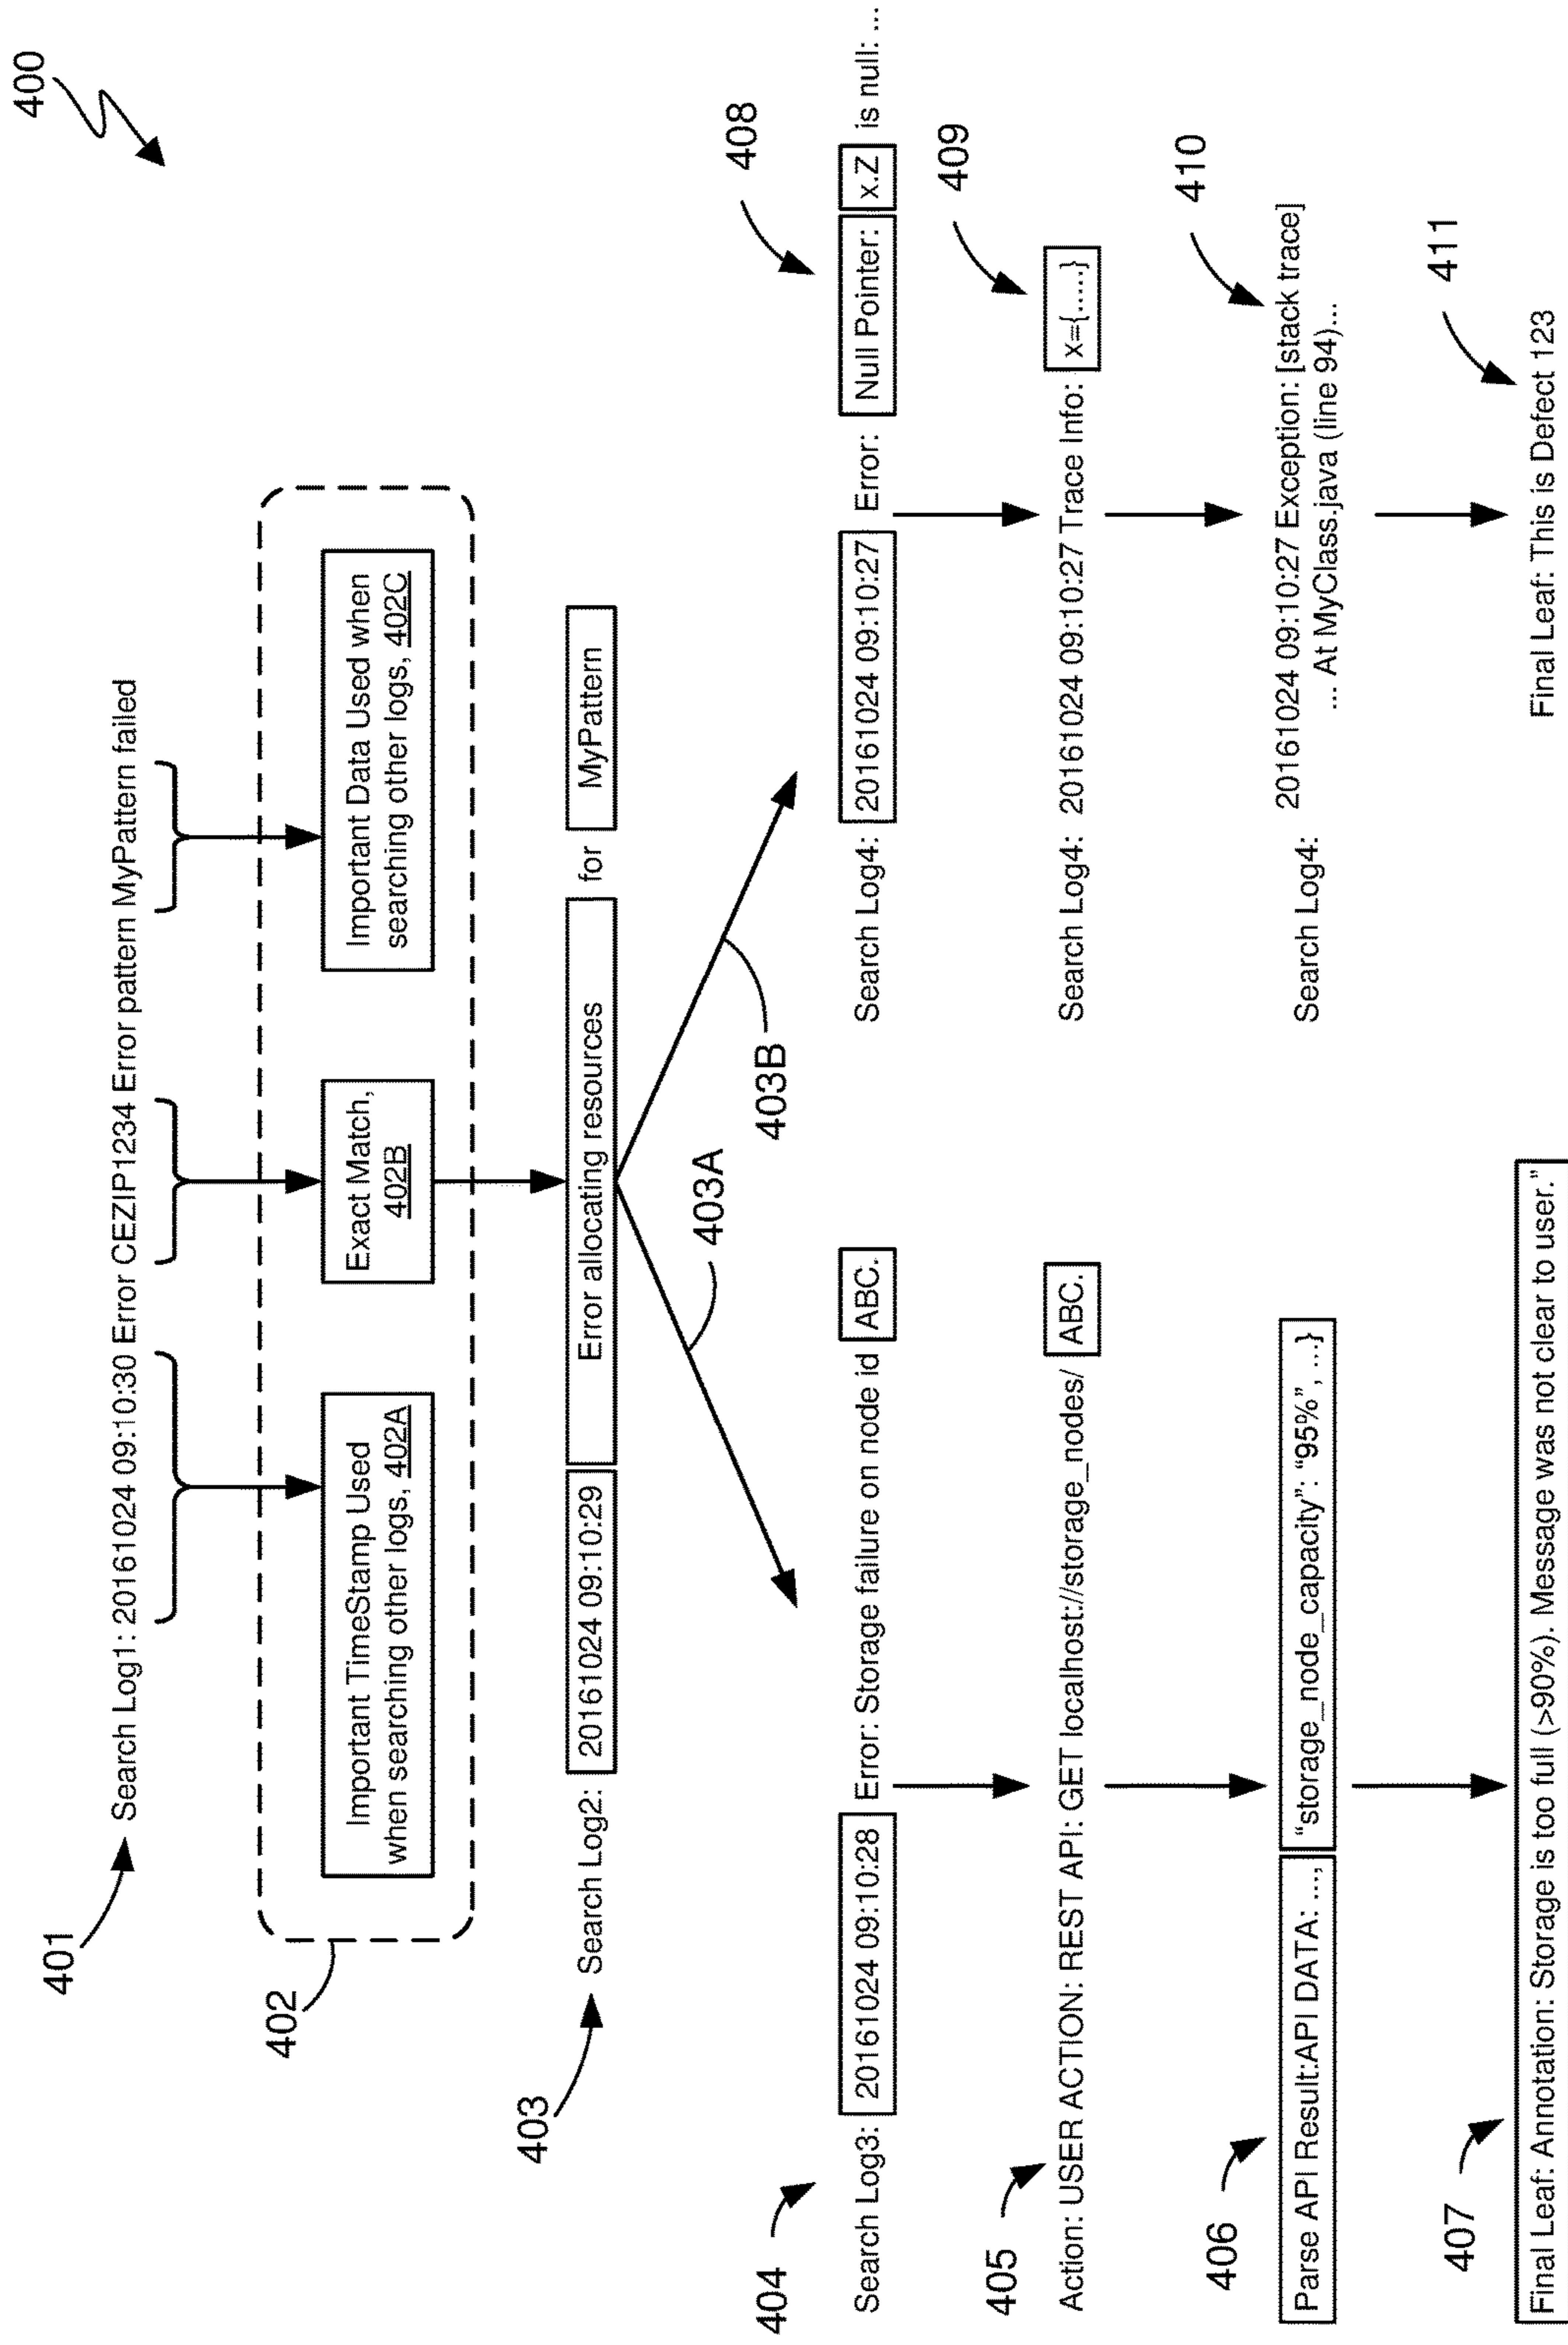 400
401
Search Log1: 20161024 09:10:30 Error CEZIP1234 Error pattern MyPattern failed
402
Important TimeStamp Used
when searching other logs, 402A
Exact Match,
402B
Important Data Used when
searching other logs, 402C
403
Search Log2: 20161024 09:10:29 Error allocating resources for MyPattern
403A
403B
404
Search Log3: 20161024 09:10:28 Error: Storage failure on node id ABC.
405
Action: USER ACTION: REST API: GET localhost://storage_nodes/ ABC.
406
Parse API Result:API DATA: ..., “storage_node_capacity”: “95%”, ...}
407
Final Leaf: Annotation: Storage is too full (>90%). Message was not clear to user.”
408
Search Log4: 20161024 09:10:27 Error: Null Pointer: x.Z is null: ...
409
Search Log4: 20161024 09:10:27 Trace Info: x={.....}
410
Search Log4: 20161024 09:10:27 Exception: [stack trace]
... At MyClass.java (line 94)...
411
Final Leaf: This is Defect 123